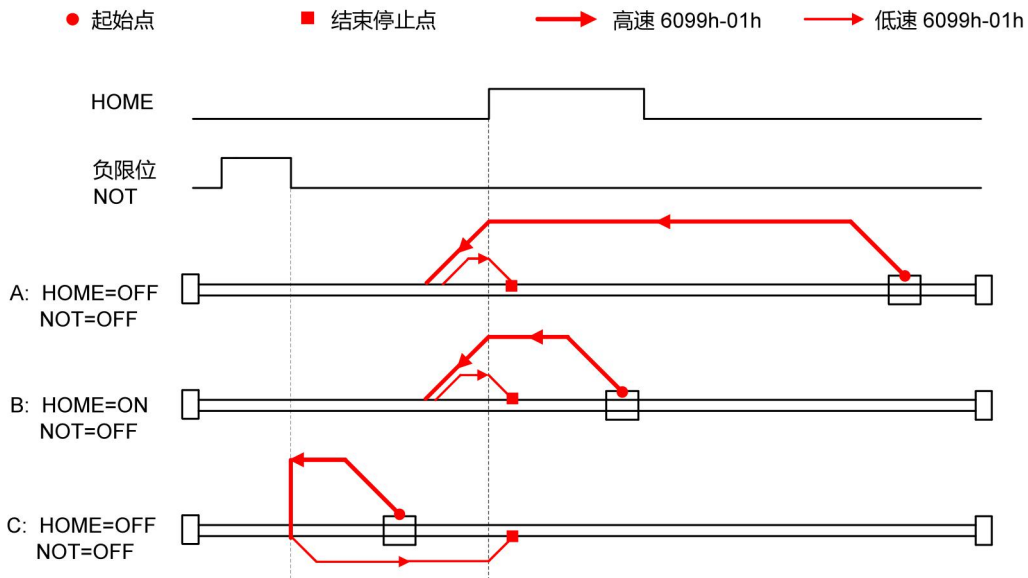 起始点 结束停止点 高速 6099h-01h 低速 6099h-01h
HOME
负限位
NOT
A: HOME=OFF
NOT=OFF
B: HOME=ON
NOT=OFF
C: HOME=OFF
NOT=OFF